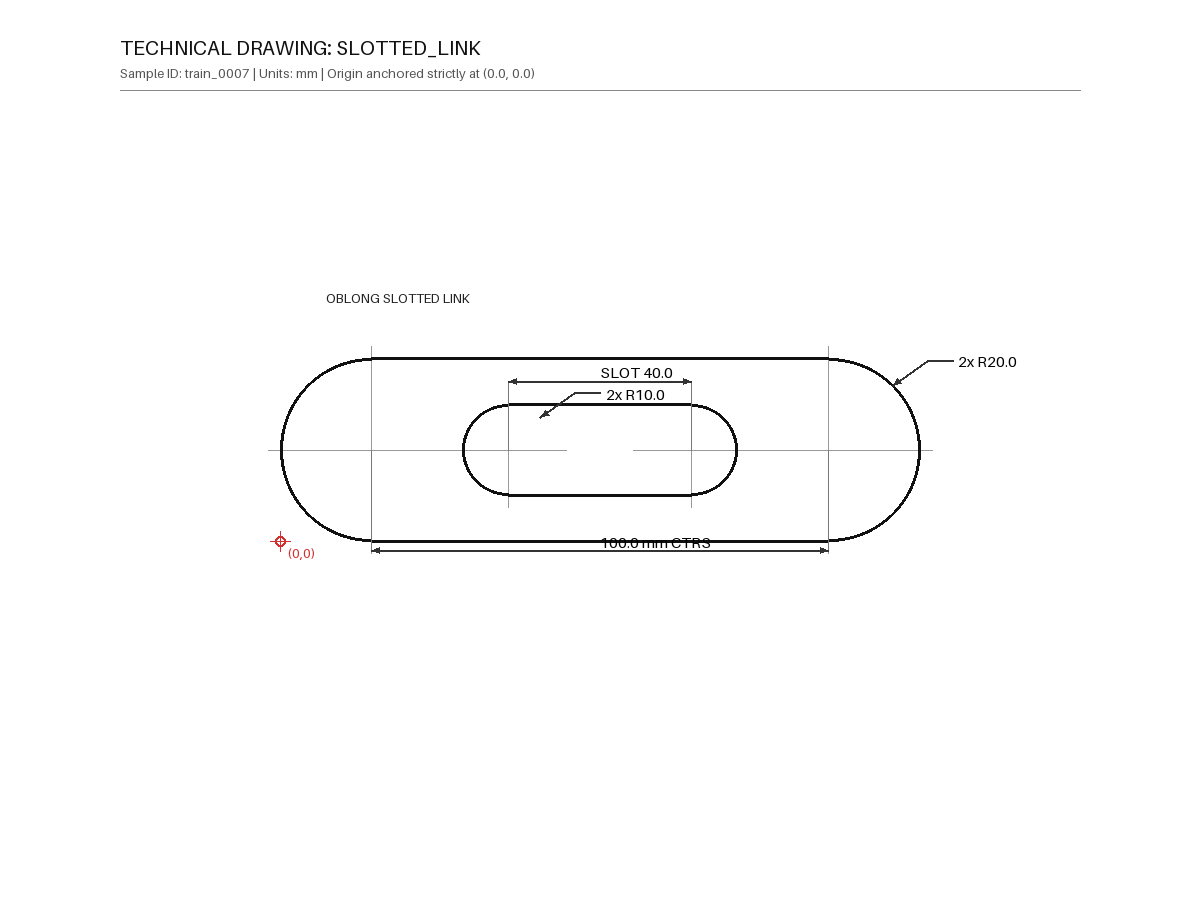 TECHNICAL DRAWING: SLOTTED_LINK
Sample ID: train_0007 | Units: mm | Origin anchored strictly at (0.0, 0.0)
OBLONG SLOTTED LINK
2x R20.0
SLOT 40.0
2x R10.0
100.0 mm CTRS
(0,0)